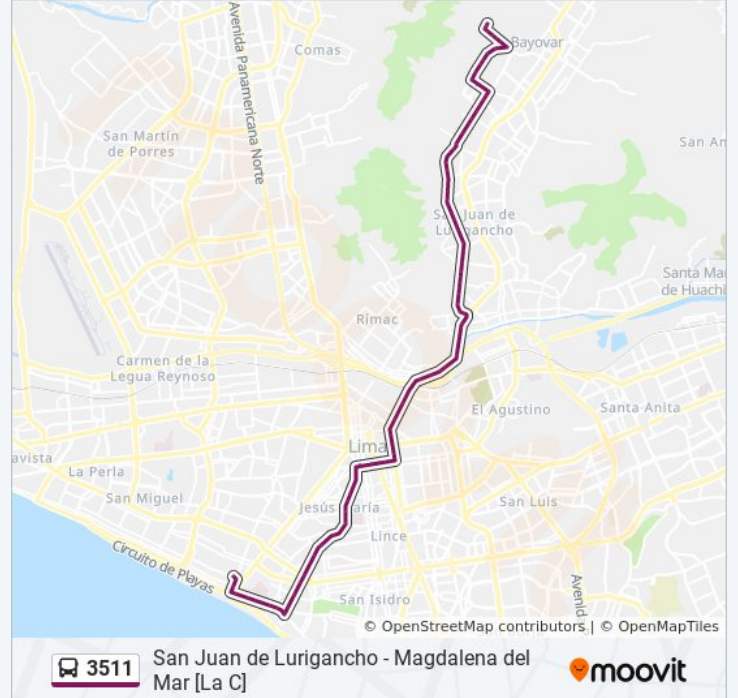 Avenida Panamericana Norte
Comas
Bayovar
San Martín
de Porres
San An
San Juan de
Lurigancho
Santa Ma
de Huachi
Rímac
Carmen de la
Legua Reynoso
El Agustino
Santa Anita
Lima
avista
La Perla
San Miguel
Jesús María
San Luis
Lince
Circuito de Playas
San Isidro
Avenida
© OpenStreetMap contributors | © OpenMapTiles
3511
San Juan de Lurigancho - Magdalena del
Mar [La C]
moovit